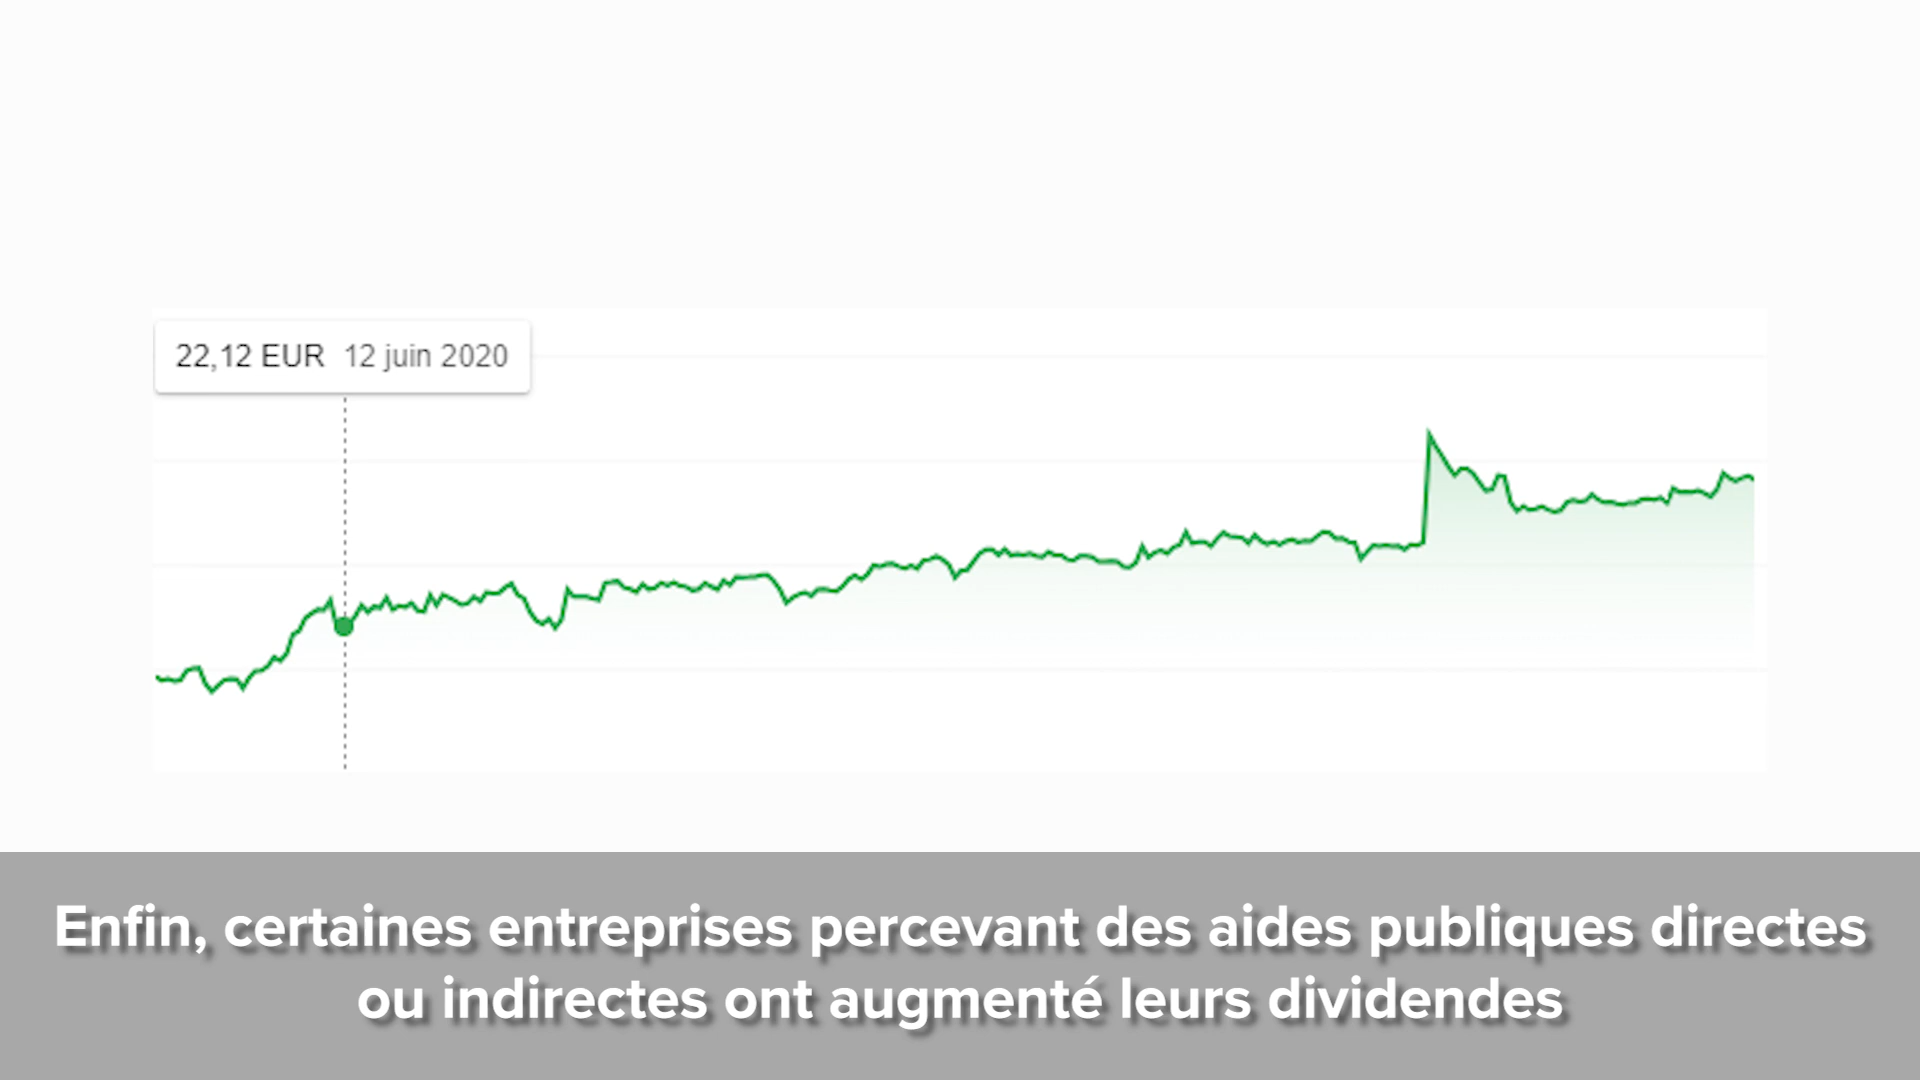 22,12 EUR 12 juin 2020
Enfin, certaines entreprises percevant des aides publiques directes
ou indirectes ont augmenté leurs dividendes